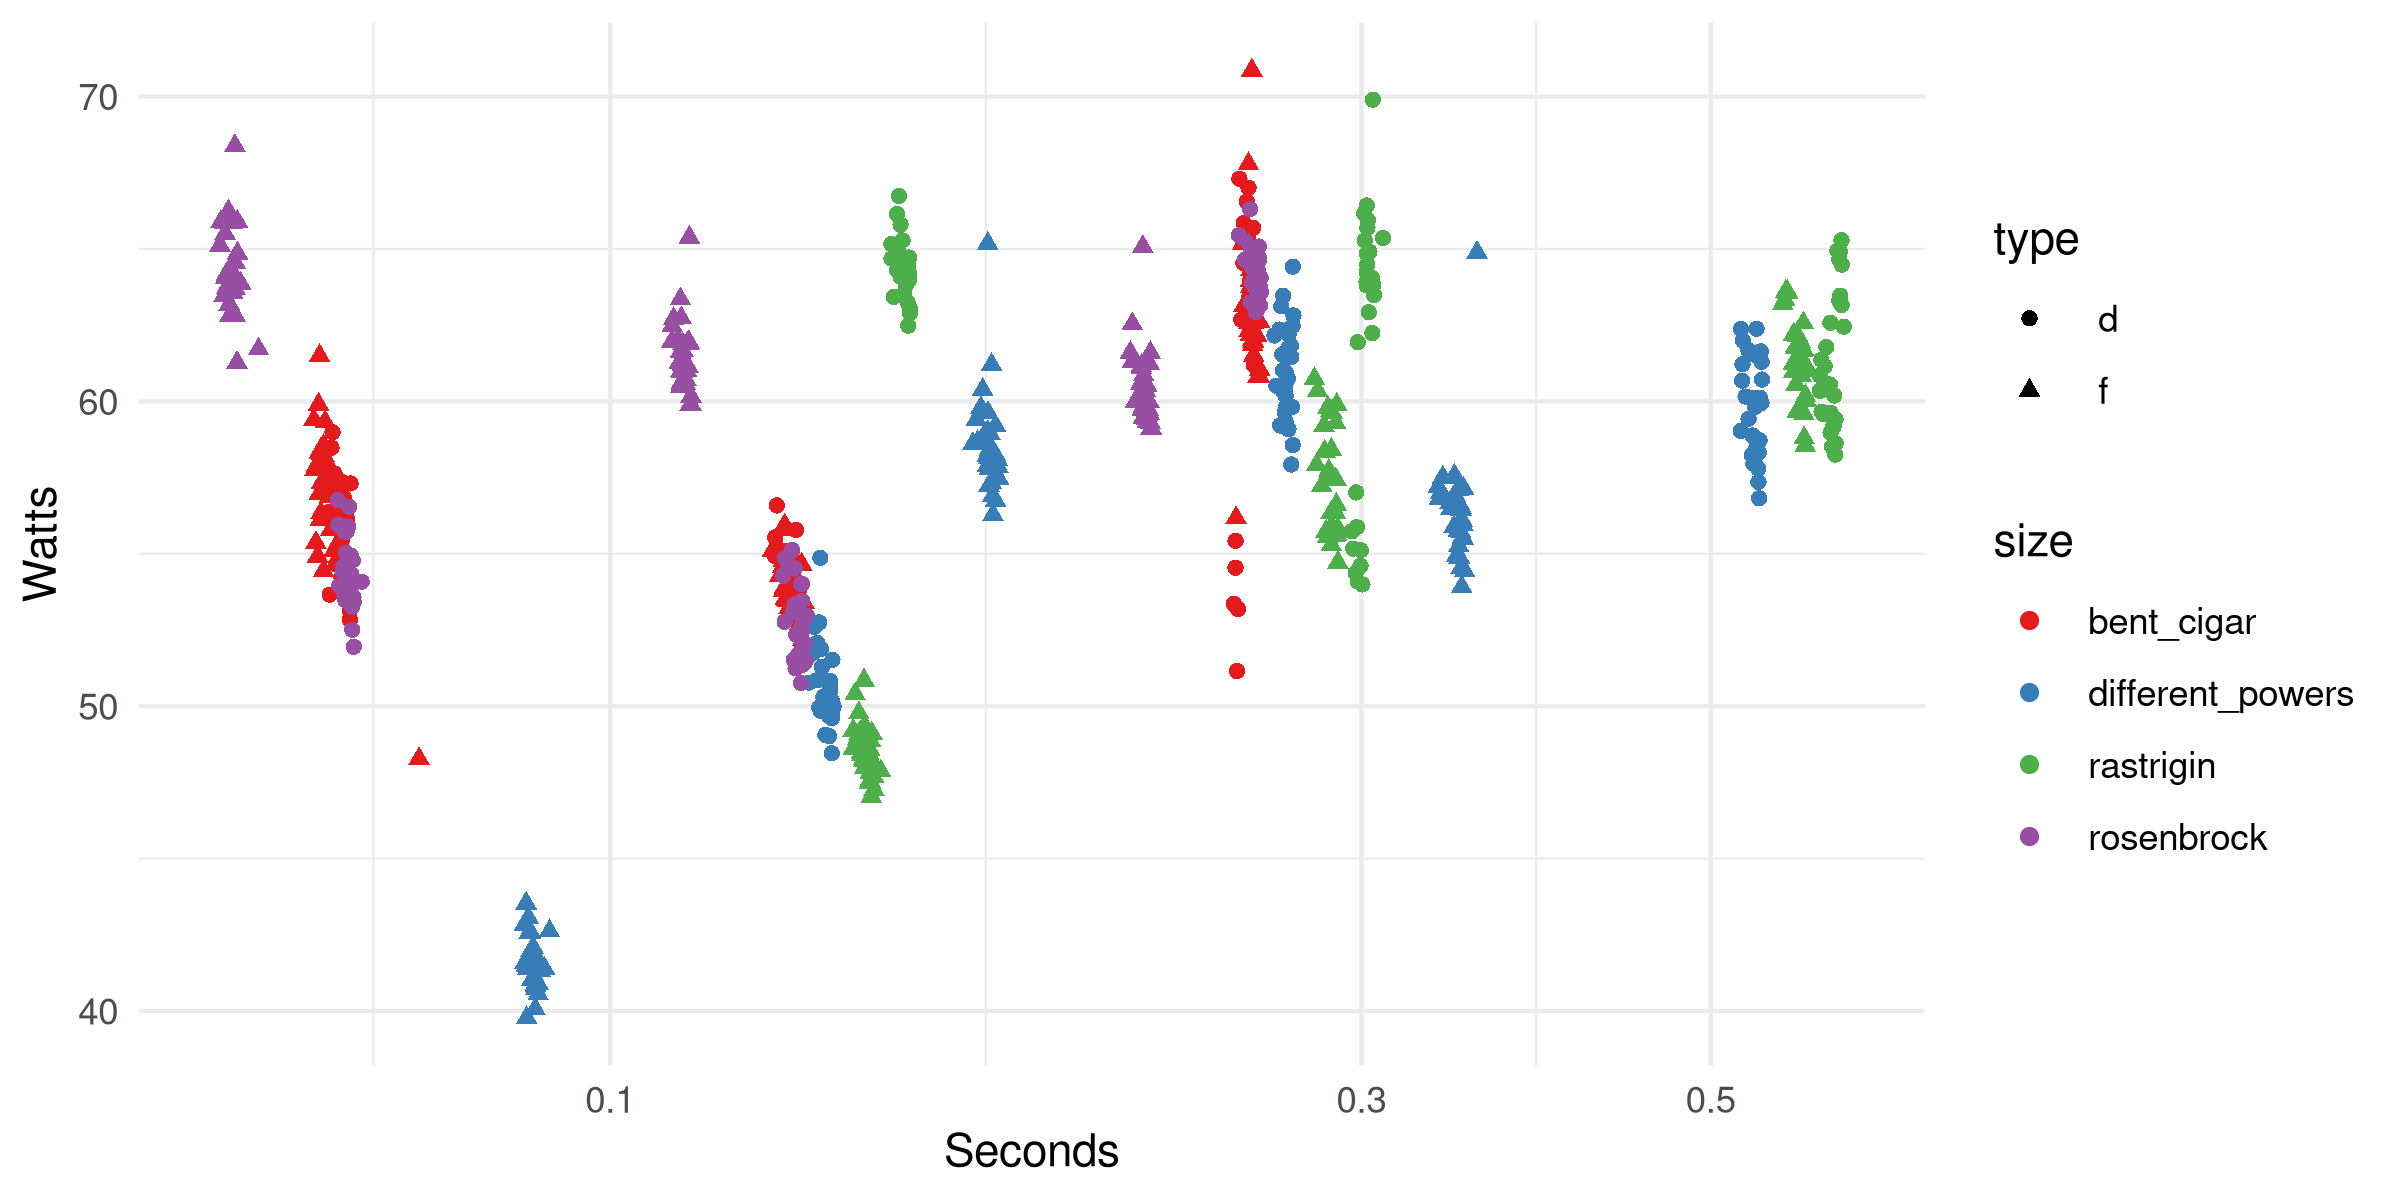 70
60
50
40
Watts
0.1
0.3
0.5
Seconds
type
d
f
size
bent_cigar
different_powers
rastrigin
rosenbrock